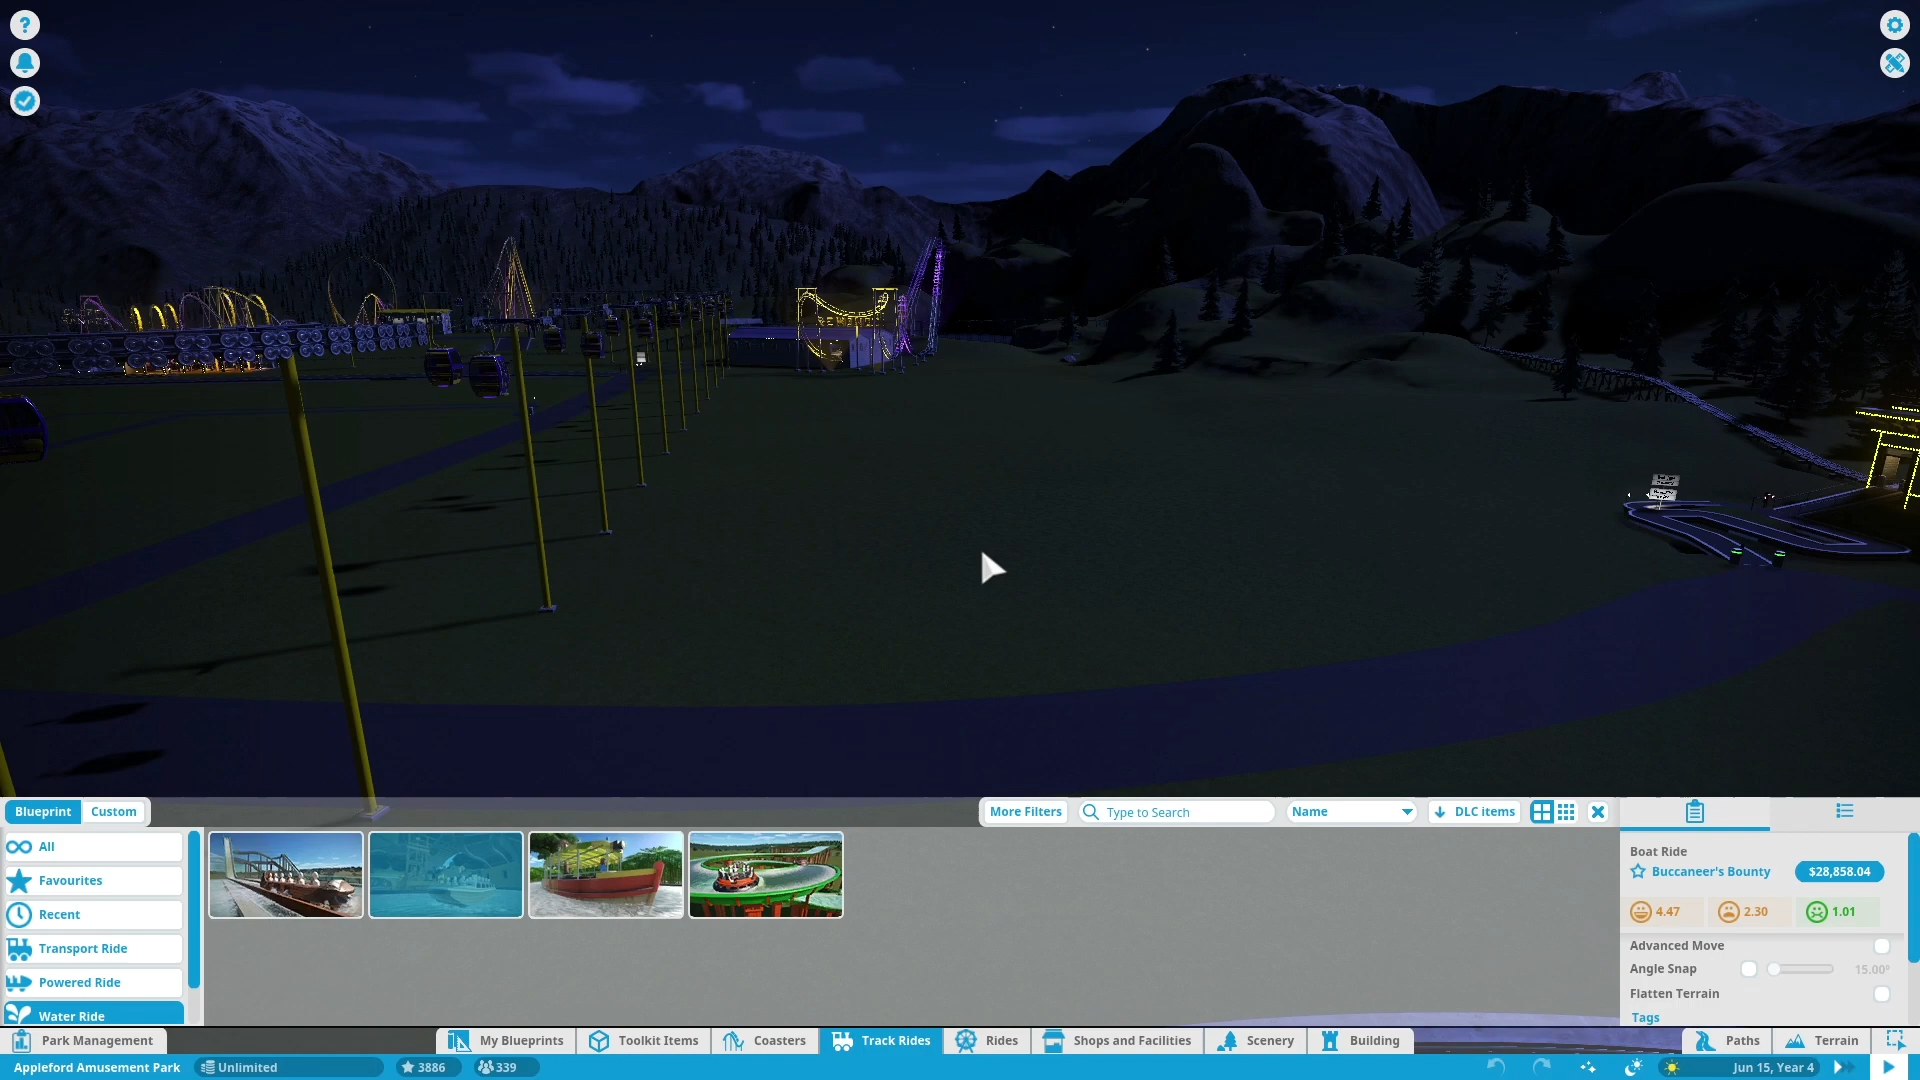 Blueprint
Custom
More Filters
Type to Search
Name
DLC items
All
Favourites
Recent
Transport Ride
Powered Ride
Water Ride
Boat Ride
Buccaneer's Bounty
$28,858.04
4.47
2.30
1.01
Advanced Move
Angle Snap
15.00°
Flatten Terrain
Tags
Park Management
My Blueprints
Toolkit Items
Coasters
Track Rides
Rides
Shops and Facilities
Scenery
Building
Paths
Terrain
Appleford Amusement Park
Unlimited
3886
339
Jun 15, Year 4